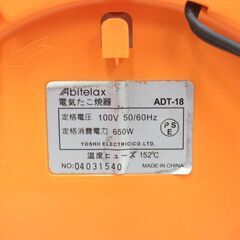 Abitelax
電気たこ焼器 ADT-18
定格電圧 100V 50/60Hz
定格消費電力 650W
PS E
YOSHII ELECTRIC CO.LTD.
温度ヒューズ 152℃
NO:04031540 MADE IN CHINA